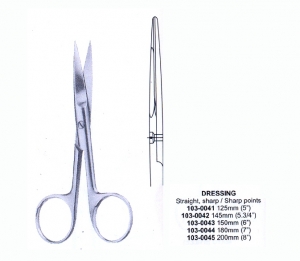 DRESSING
Straight, sharp / Sharp points
103-0041 125mm (5")
103-0042 145mm (5.3/4")
103-0043 150mm (6")
103-0044 180mm (7")
103-0045 200mm (8")